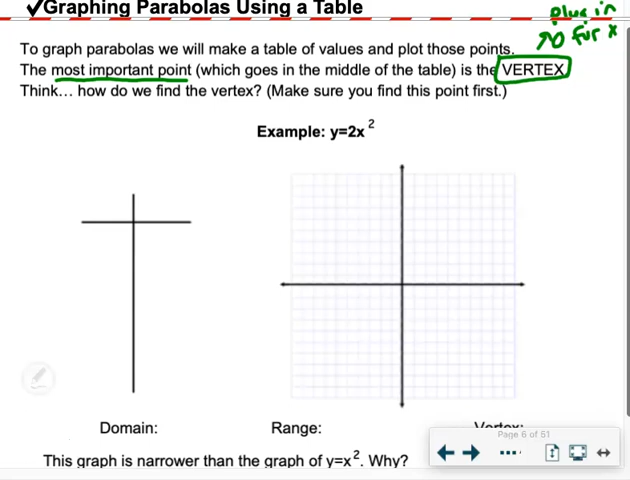 ✓Graphing Parabolas Using a Table
plug in
for x
To graph parabolas we will make a table of values and plot those points.
The most important point (which goes in the middle of the table) is the VERTEX
Think... how do we find the vertex? (Make sure you find this point first.)
Example: y=2x²
Domain:
Range:
Vertex:
Page 6 of 51
This graph is narrower than the graph of y=x². Why?